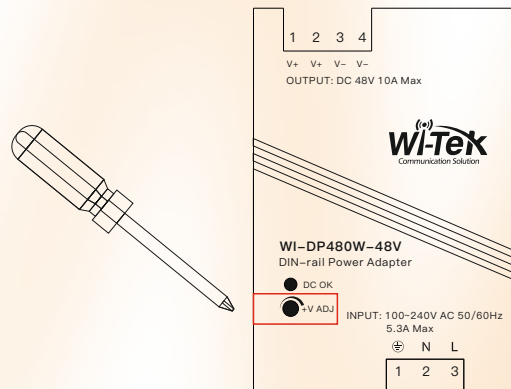 1 2 3 4
V+ V+ V– V–
OUTPUT: DC 48V 10A Max
Wi-Tek
Communication Solution
WI–DP480W–48V
DIN–rail Power Adapter
DC OK
+V ADJ
INPUT: 100~240V AC 50/60Hz
5.3A Max
N L
1 2 3